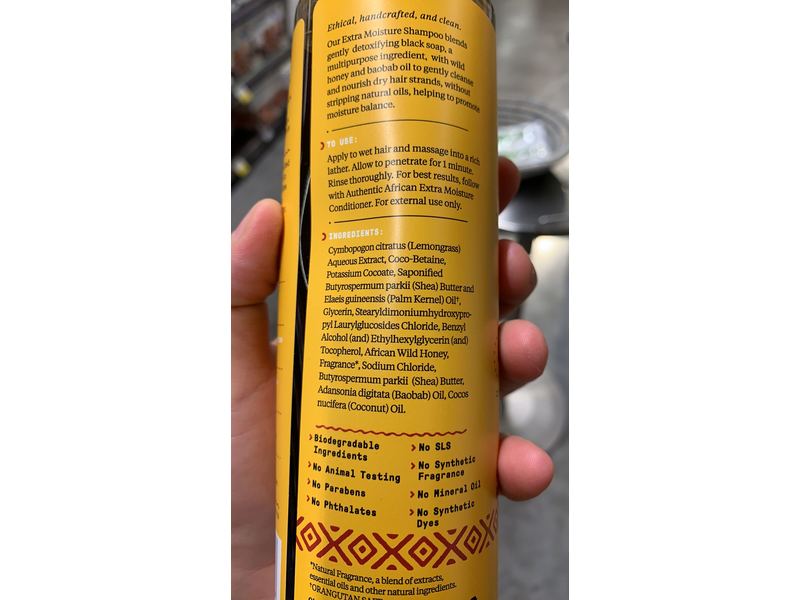 Ethical, handcrafted, and clean.
Our Extra Moisture Shampoo blends
gently detoxifying black soap, a
multipurpose ingredient, with wild
honey and baobab oil to gently cleanse
and nourish dry hair strands, without
stripping natural oils, helping to promote
moisture balance.
TO USE:
Apply to wet hair and massage into a rich
lather. Allow to penetrate for 1 minute.
Rinse thoroughly. For best results, follow
with Authentic African Extra Moisture
Conditioner. For external use only.
INGREDIENTS:
Cymbopogon citratus (Lemongrass)
Aqueous Extract, Coco-Betaine,
Potassium Cocoate, Saponified
Butyrospermum parkii (Shea) Butter and
Elaeis guineensis (Palm Kernel) Oil†,
Glycerin, Stearyldimoniumhydroxypro-
pyl Laurylglucosides Chloride, Benzyl
Alcohol (and) Ethylhexylglycerin (and)
Tocopherol, African Wild Honey,
Fragrance*, Sodium Chloride,
Butyrospermum parkii (Shea) Butter,
Adansonia digitata (Baobab) Oil, Cocos
nucifera (Coconut) Oil.
Biodegradable
Ingredients
No Animal Testing
No Parabens
No Phthalates
No SLS
No Synthetic
Fragrance
No Mineral Oil
No Synthetic
Dyes
*Natural Fragrance, a blend of extracts,
essential oils and other natural ingredients.
†ORANGUTAN